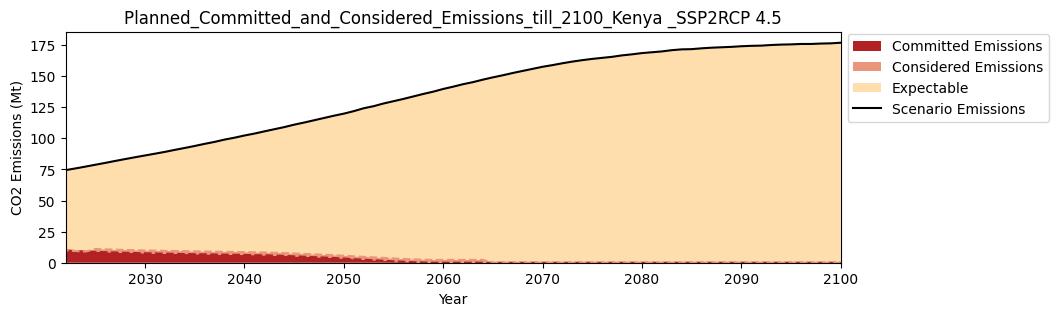 Planned_Committed_and_Considered_Emissions_till_2100_Kenya _SSP2RCP 4.5
CO2 Emissions (Mt)
175
150
125
100
75
50
25
0
2030 2040 2050 2060 2070 2080 2090 2100
Year
Committed Emissions
Considered Emissions
Expectable
Scenario Emissions